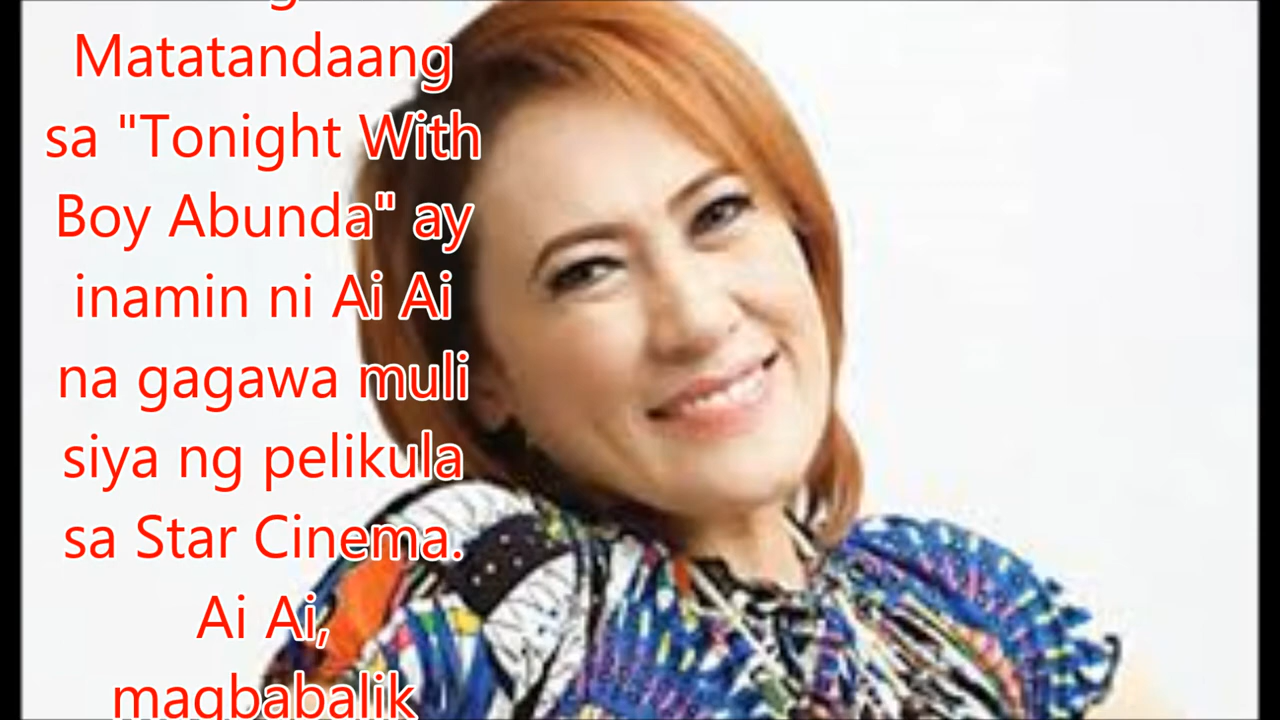 Matatandaang
sa "Tonight With
Boy Abunda" ay
inamin ni Ai Ai
na gagawa muli
siya ng pelikula
sa Star Cinema.
Ai Ai,
magbabalik